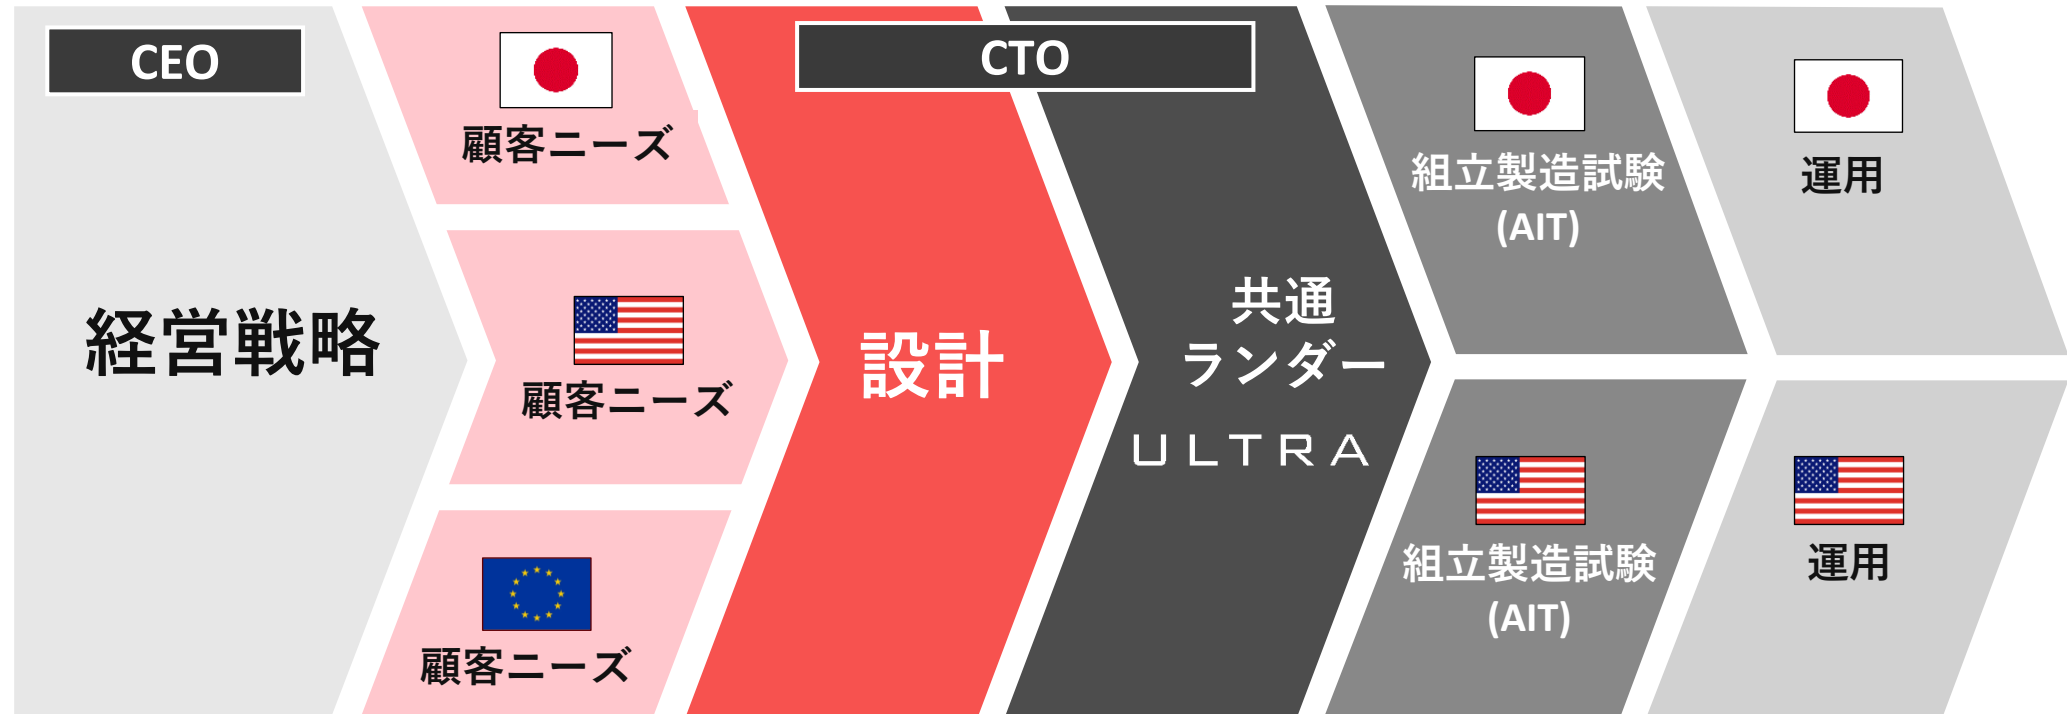 CEO
経営戦略
顧客ニーズ
顧客ニーズ
顧客ニーズ
CTO
設計
共通
ランダー
ULTRA
組立製造試験
(AIT)
組立製造試験
(AIT)
運用
運用